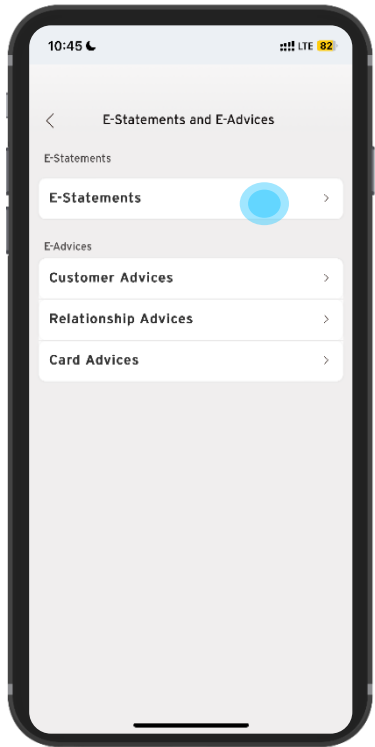 10:45 LTE 82
E-Statements and E-Advices
E-Statements
E-Statements
E-Advices
Customer Advices
Relationship Advices
Card Advices